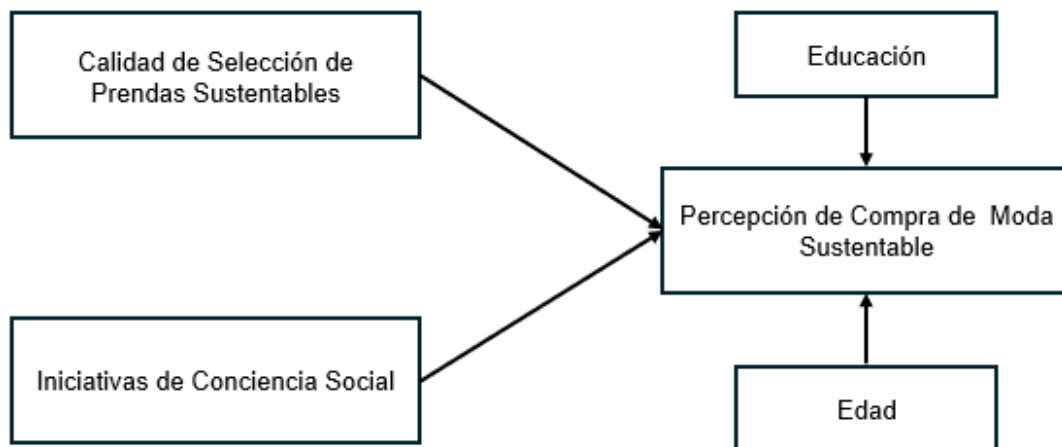 Calidad de Selección de
Prendas Sustentables
Educación
Percepción de Compra de Moda
Sustentable
Iniciativas de Conciencia Social
Edad